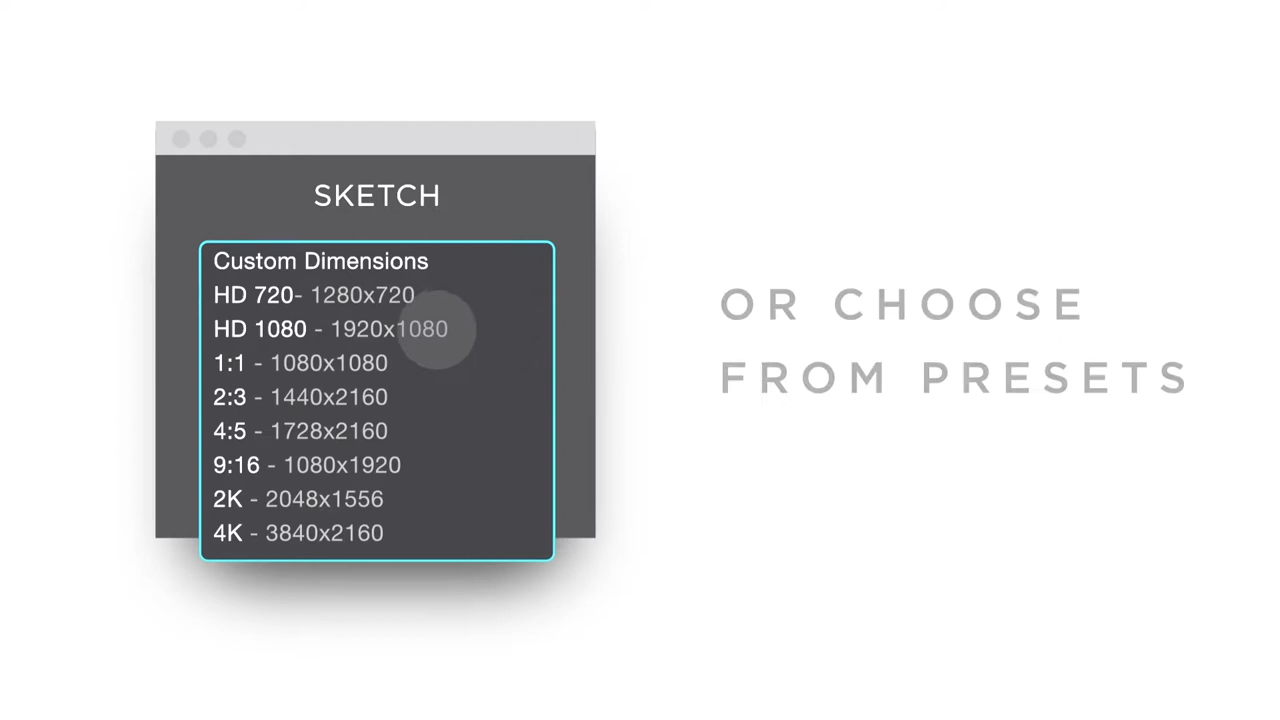 SKETCH
Custom Dimensions
HD 720- 1280x720
HD 1080 - 1920x1080
1:1 - 1080x1080
2:3 - 1440x2160
4:5 - 1728x2160
9:16 - 1080x1920
2K - 2048x1556
4K - 3840x2160
OR CHOOSE
FROM PRESETS